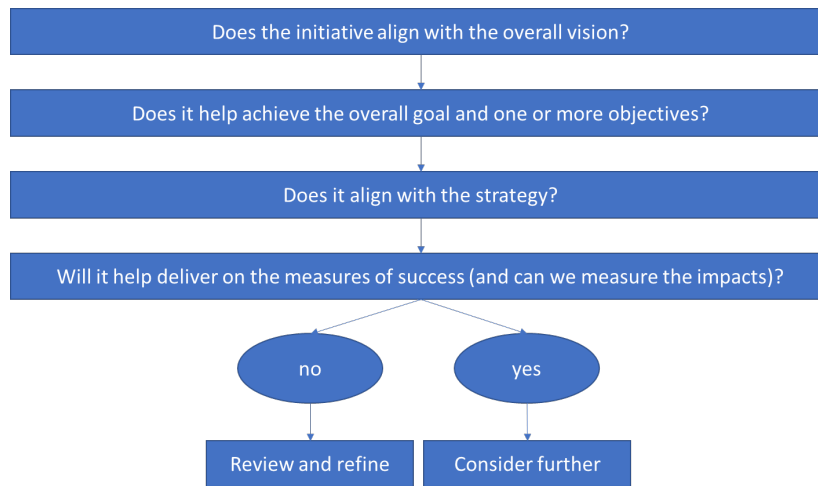 Does the initiative align with the overall vision?
Does it help achieve the overall goal and one or more objectives?
Does it align with the strategy?
Will it help deliver on the measures of success (and can we measure the impacts)?
no
yes
Review and refine
Consider further